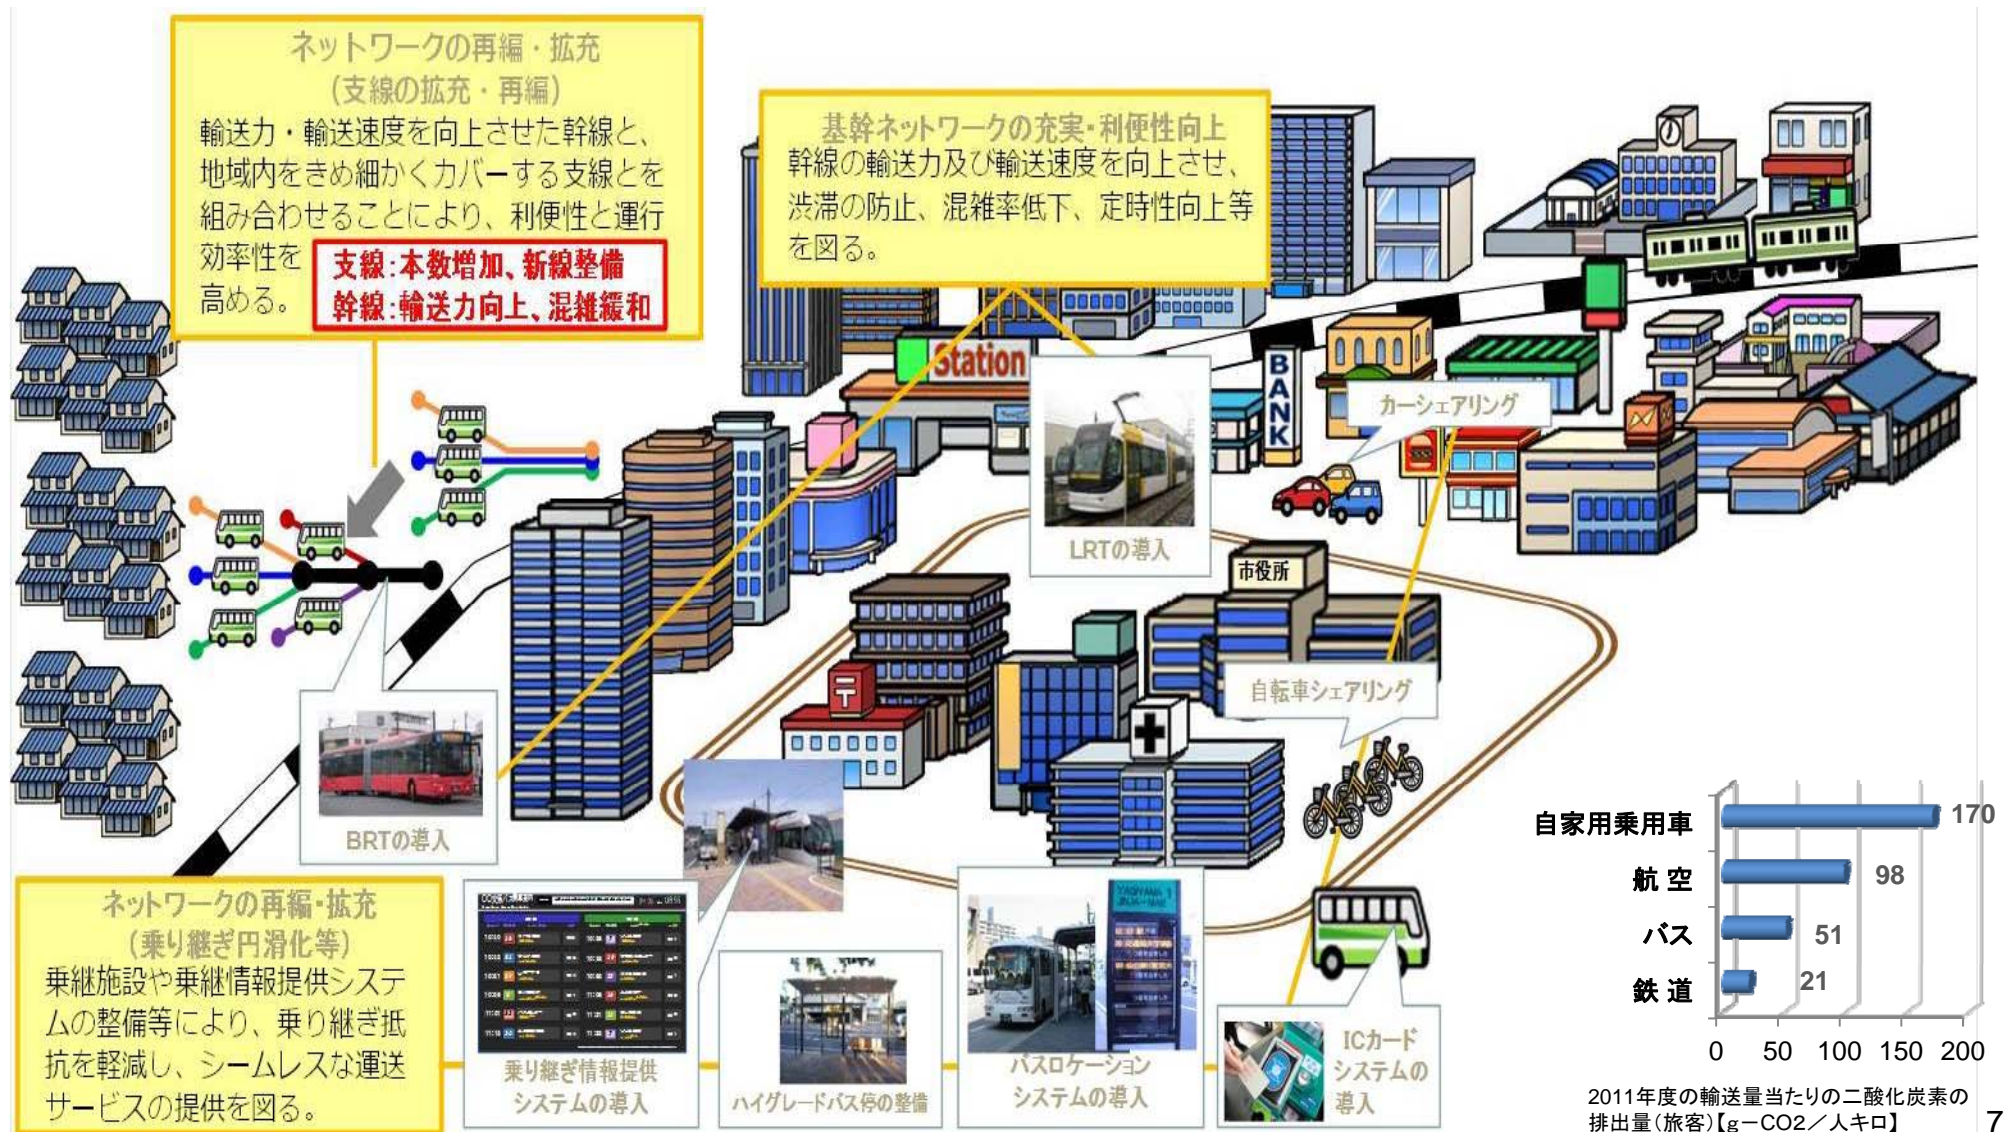 ネットワークの再編・拡充
(支線の拡充・再編)
輸送力・輸送速度を向上させた幹線と、
地域内をきめ細かくカバーする支線とを
組み合わせることにより、利便性と運行
効率性を
高める。
支線:本数増加、新線整備
幹線:輸送力向上、混雑緩和
基幹ネットワークの充実・利便性向上
幹線の輸送力及び輸送速度を向上させ、
渋滞の防止、混雑率低下、定時性向上等
を図る。
Station
BANK
カーシェアリング
LRTの導入
市役所
自転車シェアリング
BRTの導入
ネットワークの再編・拡充
(乗り継ぎ円滑化等)
乗継施設や乗継情報提供システ
ムの整備等により、乗り継ぎ抵
抗を軽減し、シームレスな運送
サービスの提供を図る。
乗り継ぎ情報提供
システムの導入
ハイグレードバス停の整備
バスロケーション
システムの導入
ICカード
システムの
導入
自家用乗用車 170
航 空 98
バス 51
鉄 道 21
0 50 100 150 200
2011年度の輸送量当たりの二酸化炭素の
排出量(旅客)【g-CO2/人キロ】
7